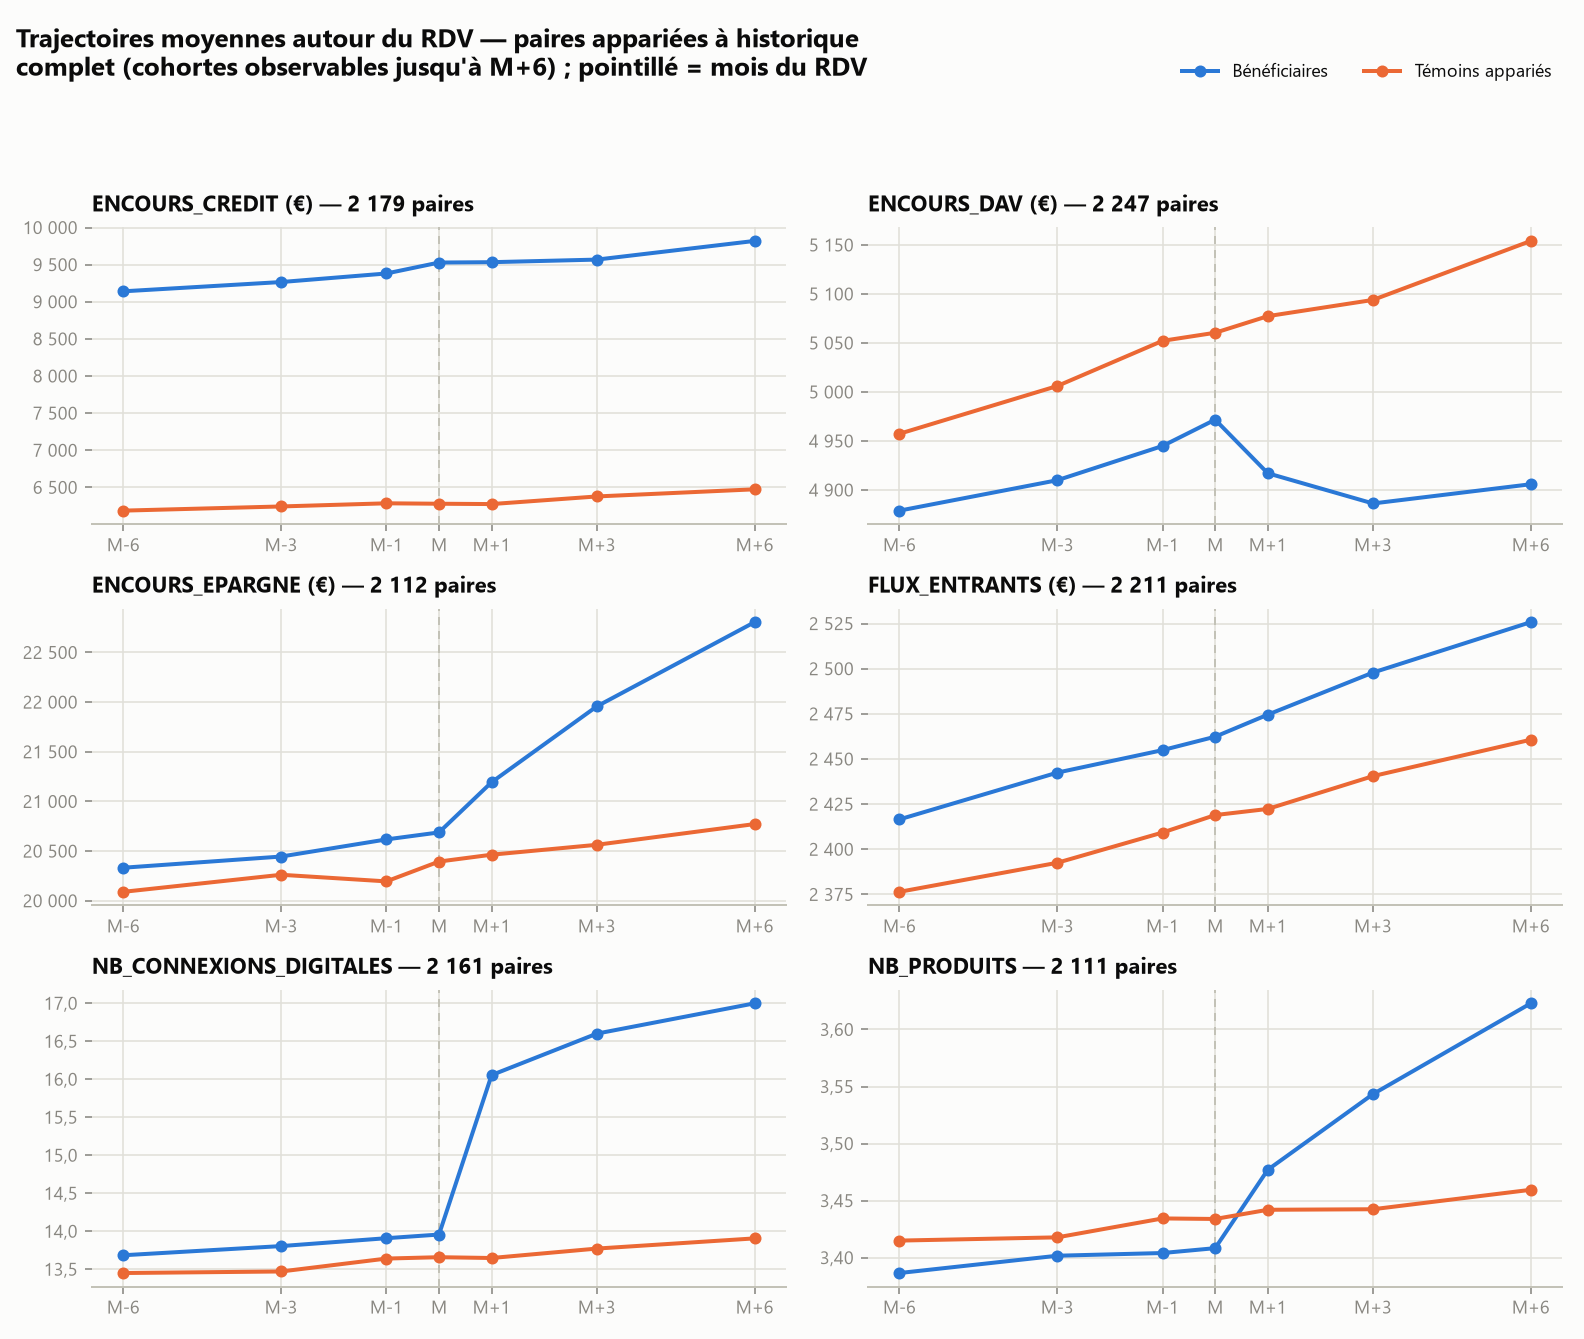 Trajectoires moyennes autour du RDV — paires appariées à historique
complet (cohortes observables jusqu'à M+6) ; pointillé = mois du RDV
Bénéficiaires
Témoins appariés
ENCOURS_CREDIT (€) — 2 179 paires
10 000
9 500
9 000
8 500
8 000
7 500
7 000
6 500
M-6 M-3 M-1 M M+1 M+3 M+6
ENCOURS_DAV (€) — 2 247 paires
5 150
5 100
5 050
5 000
4 950
4 900
M-6 M-3 M-1 M M+1 M+3 M+6
ENCOURS_EPARGNE (€) — 2 112 paires
22 500
22 000
21 500
21 000
20 500
20 000
M-6 M-3 M-1 M M+1 M+3 M+6
FLUX_ENTRANTS (€) — 2 211 paires
2 525
2 500
2 475
2 450
2 425
2 400
2 375
M-6 M-3 M-1 M M+1 M+3 M+6
NB_CONNEXIONS_DIGITALES — 2 161 paires
17,0
16,5
16,0
15,5
15,0
14,5
14,0
13,5
M-6 M-3 M-1 M M+1 M+3 M+6
NB_PRODUITS — 2 111 paires
3,60
3,55
3,50
3,45
3,40
M-6 M-3 M-1 M M+1 M+3 M+6